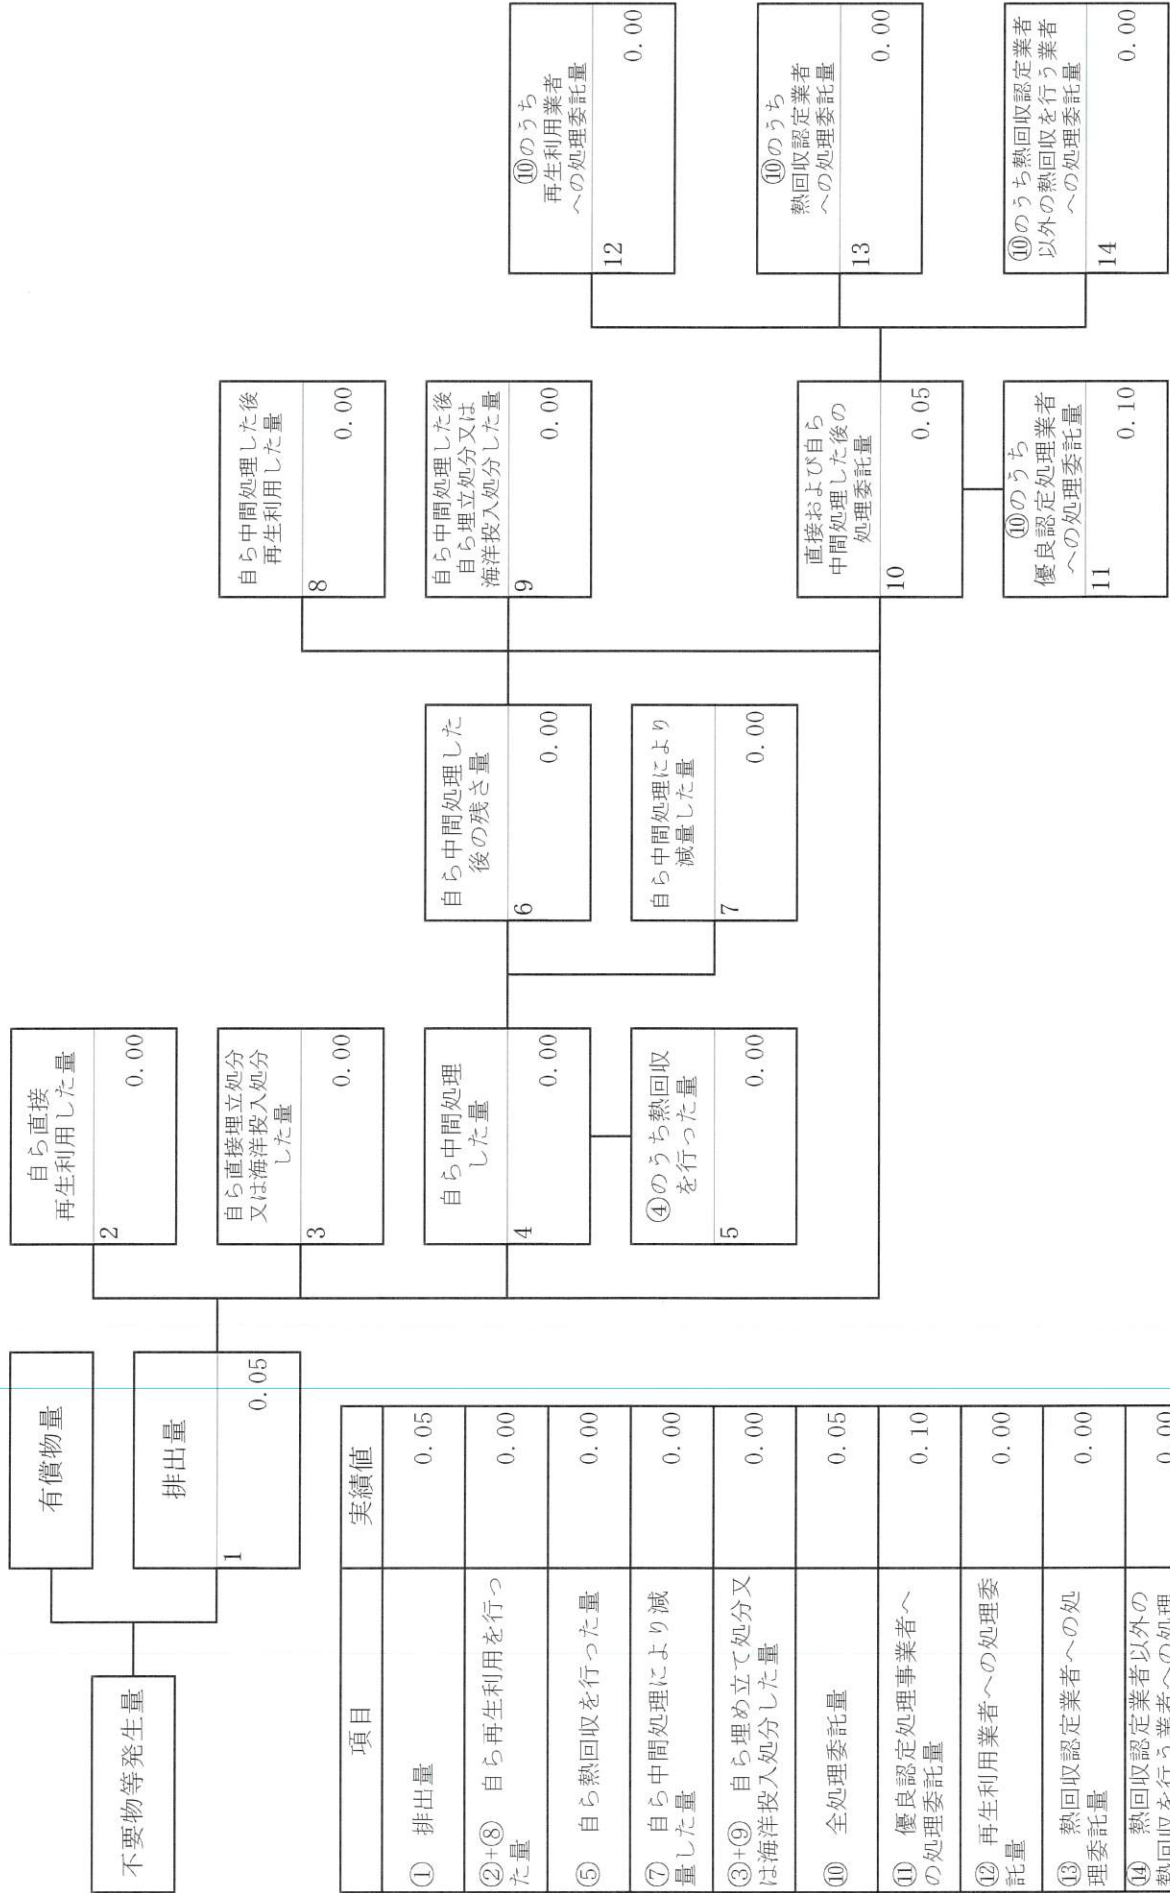 不要物等発生量
有償物量
排出量
1
0.05
自ら直接
再生利用した量
2
0.00
自ら直接埋立処分
又は海洋投入処分
した量
3
0.00
自ら中間処理
した量
4
0.00
④のうち熱回収
を行った量
5
0.00
自ら中間処理した
後の残さ量
6
0.00
自ら中間処理により
減量した量
7
0.00
自ら中間処理した後
再生利用した量
8
0.00
自ら中間処理した後
自ら埋立処分又は
海洋投入処分した量
9
0.00
直接および自ら
中間処理した後の
処理委託量
10
0.05
⑩のうち
優良認定処理業者
への処理委託量
11
0.10
⑩のうち
再生利用業者
への処理委託量
12
0.00
⑩のうち
熱回収認定業者
への処理委託量
13
0.00
⑩のうち熱回収認定業者
以外の熱回収を行う業者
への処理委託量
14
0.00
項目 実績値
① 排出量 0.05
②+⑧ 自ら再生利用を行っ
た量 0.00
⑤ 自ら熱回収を行った量 0.00
⑦ 自ら中間処理により減
量した量 0.00
③+⑨ 自ら埋め立て処分又
は海洋投入処分した量 0.00
⑩ 全処理委託量 0.05
⑪ 優良認定処理事業者へ
の処理委託量 0.10
⑫ 再生利用業者への処理委
託量 0.00
⑬ 熱回収認定業者への処
理委託量 0.00
⑭ 熱回収認定業者以外の
熱回収を行う業者への処理 0.00